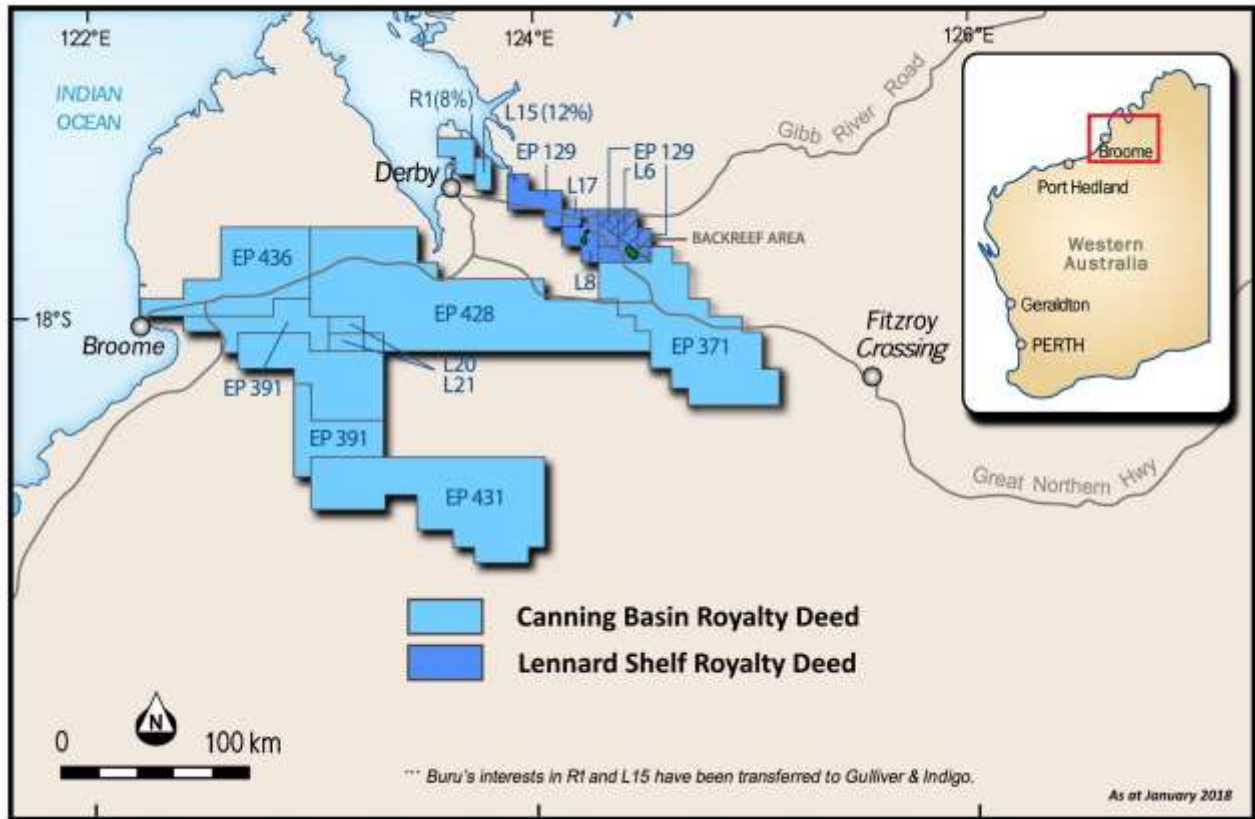 122°E
124°E
126°E
INDIAN
OCEAN
R1(8%)
L15 (12%)
Gibb River Road
EP 129
EP 129
L6
Derby
L17
BACKREEF AREA
L8
EP 436
EP 428
18°S
Broome
EP 371
Fitzroy
Crossing
L20
L21
EP 391
EP 391
EP 431
Great Northern Hwy
Broome
Port Hedland
Western
Australia
Geraldton
PERTH
Canning Basin Royalty Deed
Lennard Shelf Royalty Deed
N
0
100 km
*** Buru's interests in R1 and L15 have been transferred to Gulliver & Indigo.
As at January 2018